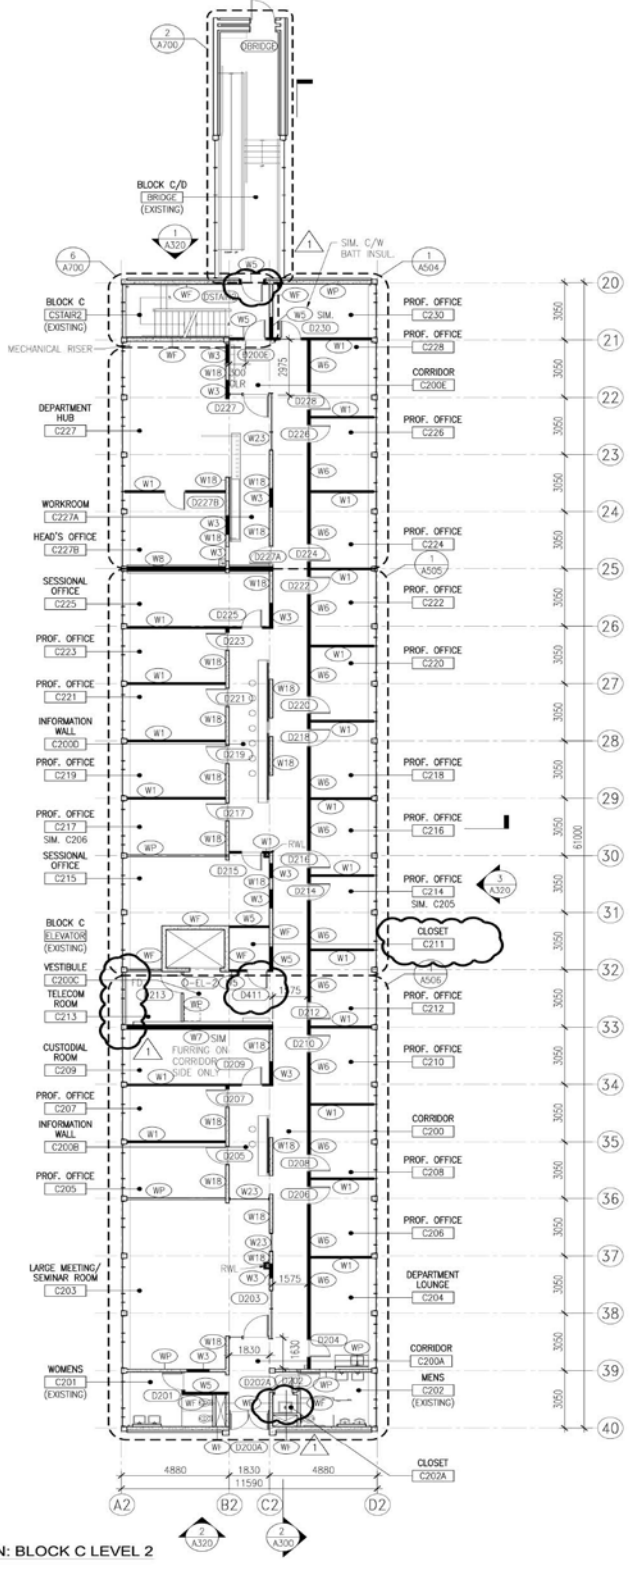 2
A700
DBRIDGE
BLOCK C/D
BRIDGE
(EXISTING)
1
A320
1
SIM. C/W
BATT INSUL.
6
A700
1
A504
W5
20
WF
DSTAIR2
WF
WP
BLOCK C
CSTAIR2
(EXISTING)
PROF. OFFICE
C230
W5
W5 SIM.
D230
3050
MECHANICAL RISER
WF
W3
D200E
W1
PROF. OFFICE
C228
21
W18
CLR
2975
W6
CORRIDOR
C200E
3050
W3
D228
22
DEPARTMENT
HUB
C227
D227
W1
D226
PROF. OFFICE
C226
W23
3050
23
W1
W18
W18
W6
W1
D227B
W3
3050
WORKROOM
C227A
W3
W18
24
HEAD'S OFFICE
C227B
W18
W3
W6
PROF. OFFICE
C224
3050
W8
D227A
D224
1
A505
25
SESSIONAL
OFFICE
C225
W18
W1
D222
W6
PROF. OFFICE
C222
3050
W1
D225
W3
26
PROF. OFFICE
C223
D223
W18
W1
W6
PROF. OFFICE
C220
3050
PROF. OFFICE
C221
W1
D221
W18
D220
27
INFORMATION
WALL
C200D
W1
W18
W1
D218
3050
28
PROF. OFFICE
C219
D219
W18
W18
W6
PROF. OFFICE
C218
3050
W1
29
PROF. OFFICE
C217
SIM. C206
D217
W1
W6
PROF. OFFICE
C216
3050
61000
WP
W18
W1
RWL
30
SESSIONAL
OFFICE
C215
D215
D216
W18
W1
W3
D214
PROF. OFFICE
C214
SIM. C205
3
A320
3050
31
BLOCK C
ELEVATOR
(EXISTING)
WF
W5
WF
W6
CLOSET
C211
3050
WF
W5
W1
32
VESTIBULE
C200C
D213
D411
1575
W6
1
A506
TELECOM
ROOM
C213
WP
D212
PROF. OFFICE
C212
3050
33
1
W7 SIM
FURRING ON
CORRIDOR
SIDE ONLY
W18
D210
W1
CUSTODIAL
ROOM
C209
D209
W3
W6
PROF. OFFICE
C210
3050
34
W1
PROF. OFFICE
C207
D207
W18
W1
3050
INFORMATION
WALL
C200B
W1
W18
W6
CORRIDOR
C200
35
PROF. OFFICE
C205
D205
W18
D208
W1
PROF. OFFICE
C208
3050
WP
W23
D206
36
W18
W23
W6
PROF. OFFICE
C206
3050
LARGE MEETING/
SEMINAR ROOM
C203
W18
RWL
W3
W1
37
1575
W6
DEPARTMENT
LOUNGE
C204
3050
D203
38
W18
1830
1630
D204
CORRIDOR
C200A
3050
WOMENS
C201
(EXISTING)
WP
W3
39
D201
W5
D202A
D202
WP
MENS
C202
(EXISTING)
3050
WF
WF
WF
40
WF
D200A
WF
1
CLOSET
C202A
4880
1830
4880
11590
A2
B2
C2
D2
2
A320
2
A300
N: BLOCK C LEVEL 2